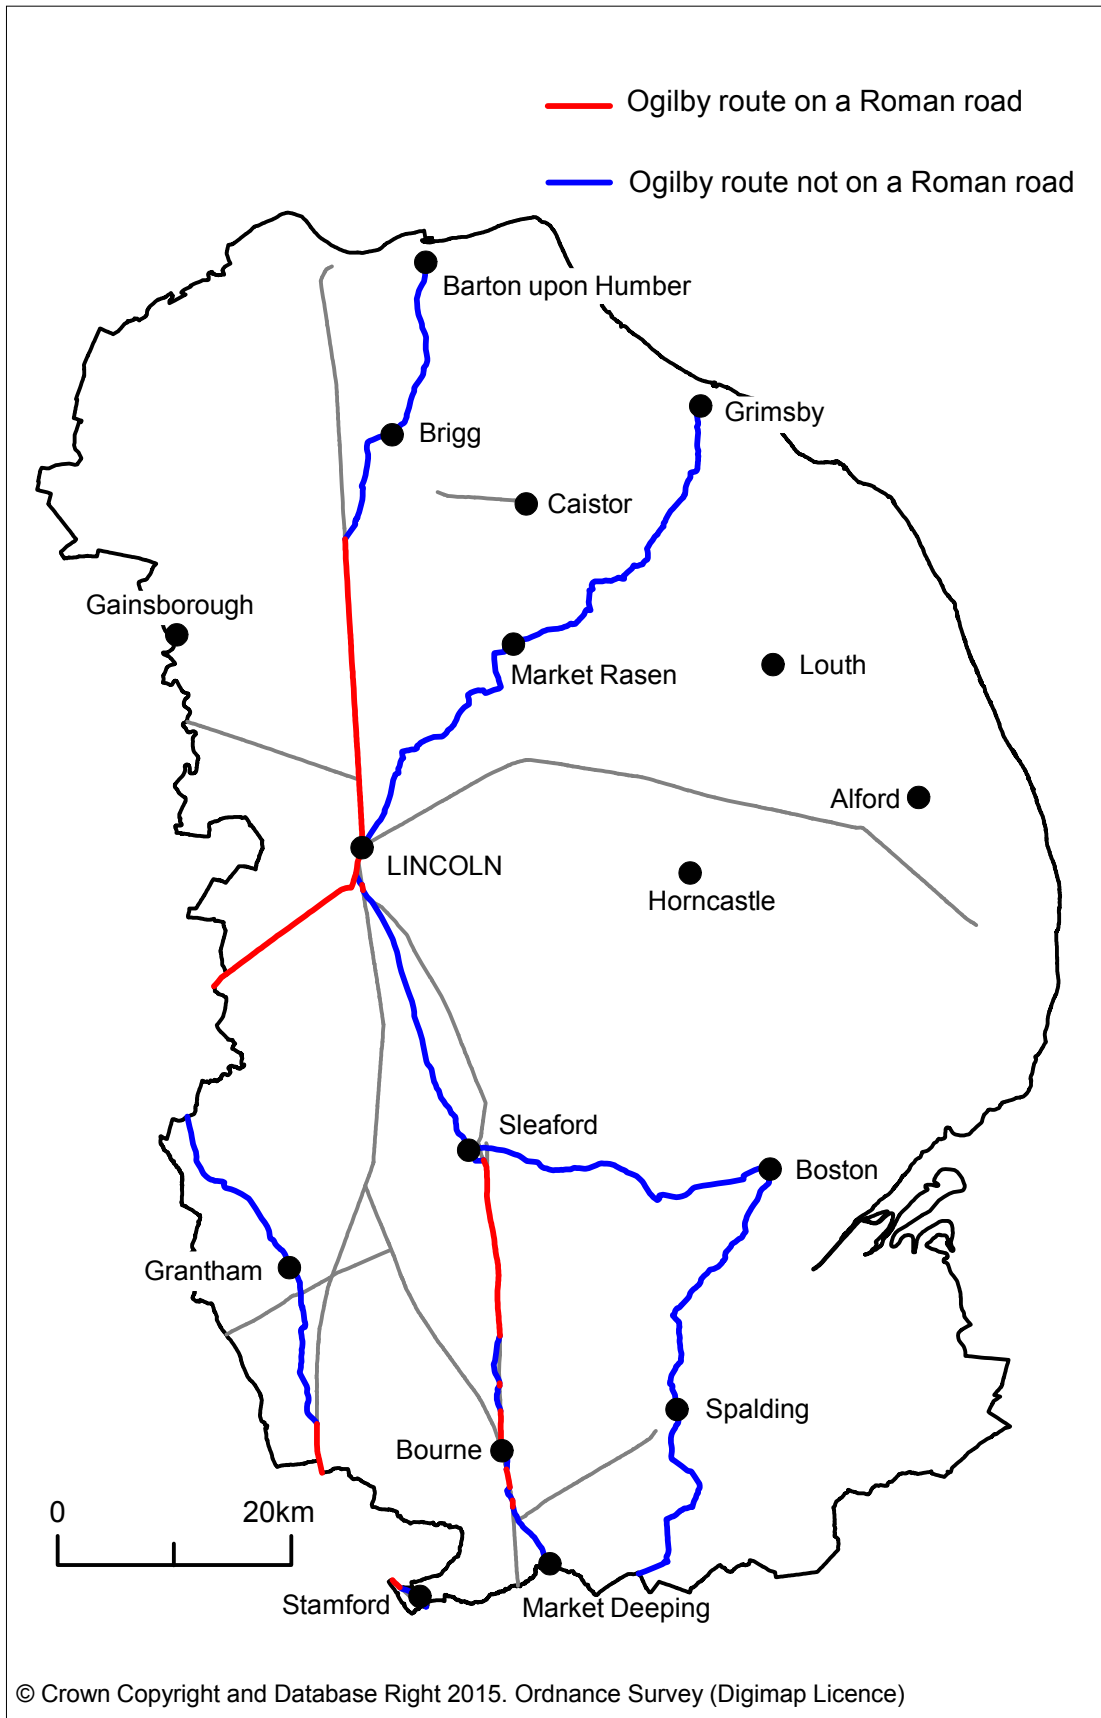 Ogilby route on a Roman road
Ogilby route not on a Roman road
Barton upon Humber
Grimsby
Brigg
Caistor
Gainsborough
Market Rasen
Louth
Alford
LINCOLN
Horncastle
Sleaford
Boston
Grantham
Spalding
Bourne
0 20km
Stamford
Market Deeping
© Crown Copyright and Database Right 2015. Ordnance Survey (Digimap Licence)